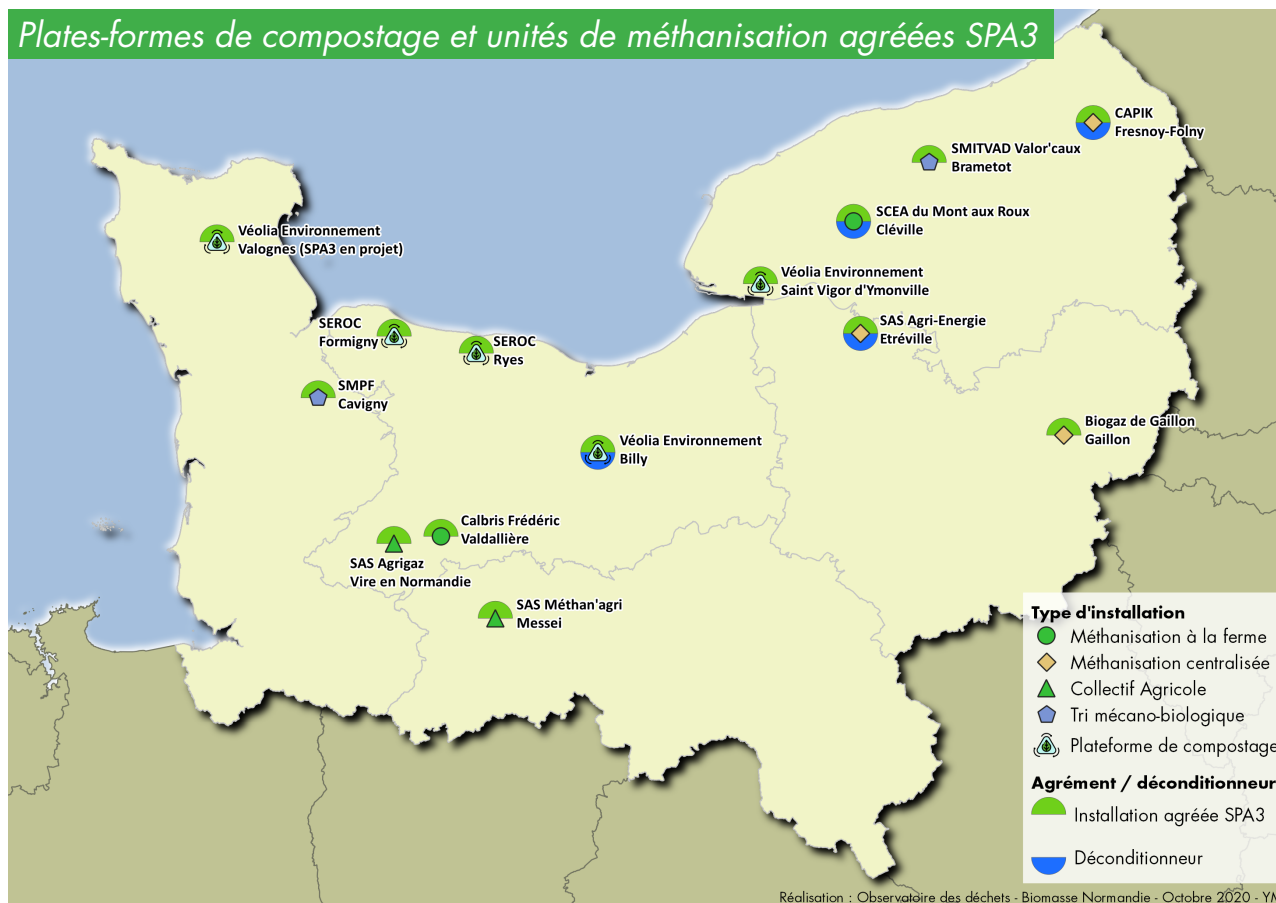 Plates-formes de compostage et unités de méthanisation agréées SPA3
CAPIK
Fresnoy-Folny
SMITVAD Valor'caux
Brametot
SCEA du Mont aux Roux
Cléville
Véolia Environnement
Valognes (SPA3 en projet)
Véolia Environnement
Saint Vigor d'Ymonville
SEROC
Formigny
SEROC
Ryes
SAS Agri-Energie
Etréville
SMPF
Cavigny
Biogaz de Gaillon
Gaillon
Véolia Environnement
Billy
Calbris Frédéric
Valdallière
SAS Agrigaz
Vire en Normandie
SAS Méthan'agri
Messei
Type d'installation
Méthanisation à la ferme
Méthanisation centralisée
Collectif Agricole
Tri mécano-biologique
Plateforme de compostage
Agrément / déconditionneur
Installation agréée SPA3
Déconditionneur
Réalisation : Observatoire des déchets - Biomasse Normandie - Octobre 2020 - YM